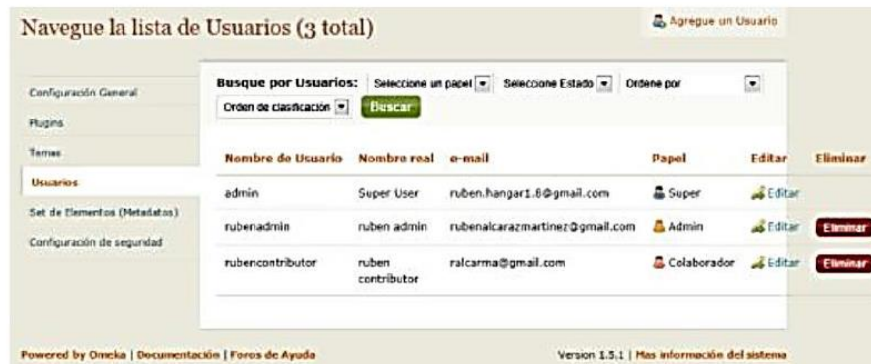 Navegue la lista de Usuarios (3 total)
Agregue un Usuario
Configuración General
Plugins
Temas
Usuarios
Set de Elementos (Metadatos)
Configuración de seguridad
Busque por Usuarios: Seleccione un papel Seleccione Estado Ordene por
Orden de clasificación Buscar
Nombre de Usuario Nombre real e-mail Papel Editar Eliminar
admin Super User ruben.hangar1.8@gmail.com Super Editar
rubenadmin ruben admin rubenalcarazmartinez@gmail.com Admin Editar Eliminar
rubencontributor ruben contributor ralcarma@gmail.com Colaborador Editar Eliminar
Powered by Omeka | Documentación | Foros de Ayuda
Version 1.5.1 | Mas información del sistema